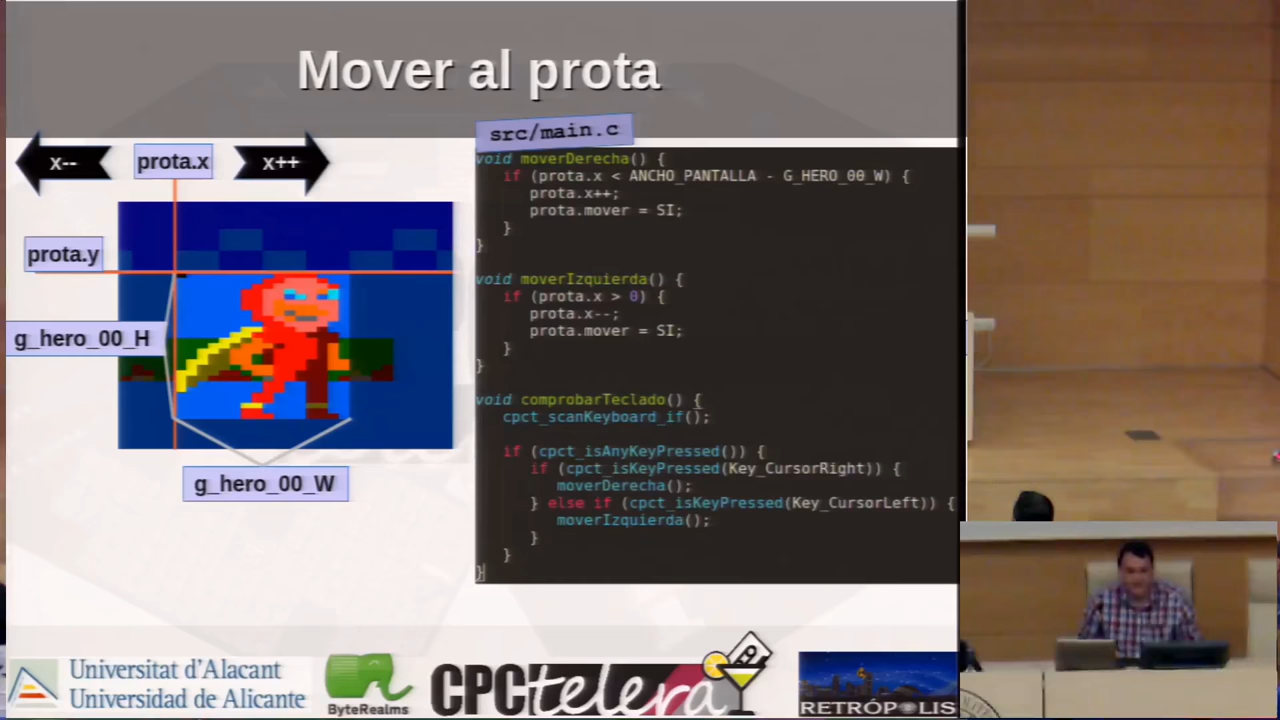 Mover al prota
src/main.c
x--
prota.x
x++
prota.y
g_hero_00_H
g_hero_00_W
void moverDerecha() {
if (prota.x < ANCHO_PANTALLA - G_HERO_00_W) {
prota.x++;
prota.mover = SI;
}
}
void moverIzquierda() {
if (prota.x > 0) {
prota.x--;
prota.mover = SI;
}
}
void comprobarTeclado() {
cpct_scanKeyboard_if();
if (cpct_isAnyKeyPressed()) {
if (cpct_isKeyPressed(Key_CursorRight)) {
moverDerecha();
} else if (cpct_isKeyPressed(Key_CursorLeft)) {
moverIzquierda();
}
}
}
Universitat d'Alacant
Universidad de Alicante
ByteRealms
CPCtelera
RETRÓPOLIS